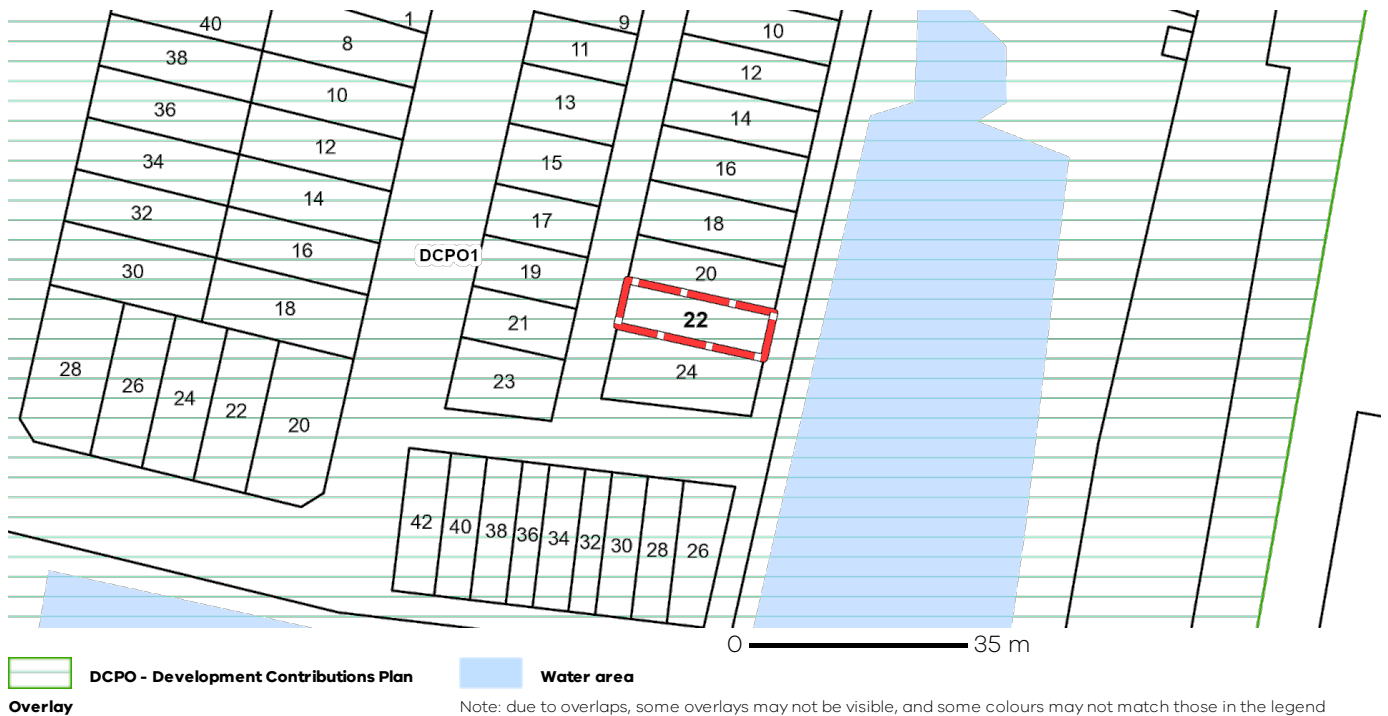 40 1 9 10
38 8 11 12
36 10 13 14
34 12 15 16
32 14 17 18
30 16 DCPO1 19 20
18 21 22
28 26 24 22 20 23 24
42 40 38 36 34 32 30 28 26
0 35 m
DCPO - Development Contributions Plan
Overlay
Water area
Note: due to overlaps, some overlays may not be visible, and some colours may not match those in the legend